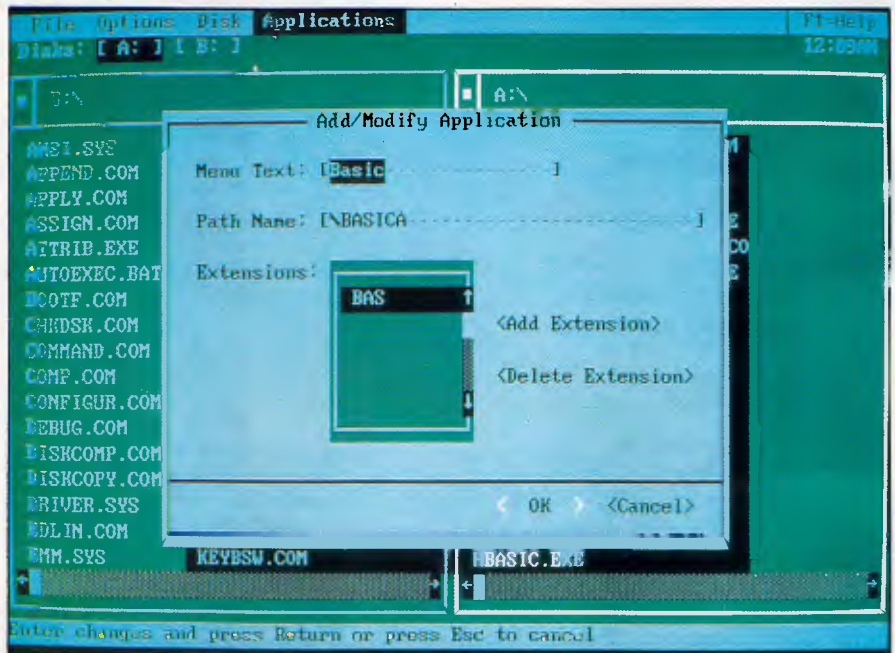 File Options Disk Applications F1=Help
Disks: [ A: ] [ B: ] 12:09AM
A:\
Add/Modify Application
ANSI.SYS
APPEND.COM
Menu Text: [Basic ]
APPLY.COM
ASSIGN.COM
Path Name: [\BASICA ]
ATTRIB.EXE
AUTOEXEC.BAT
Extensions:
BAS
BOOTF.COM
CHKDSK.COM
<Add Extension>
COMMAND.COM
COMP.COM
<Delete Extension>
CONFIGUR.COM
DEBUG.COM
DISKCOMP.COM
DISKCOPY.COM
DRIVER.SYS
< OK > <Cancel>
EDLIN.COM
EMM.SYS
KEYBSW.COM
BASIC.EXE
Enter changes and press Return or press Esc to cancel